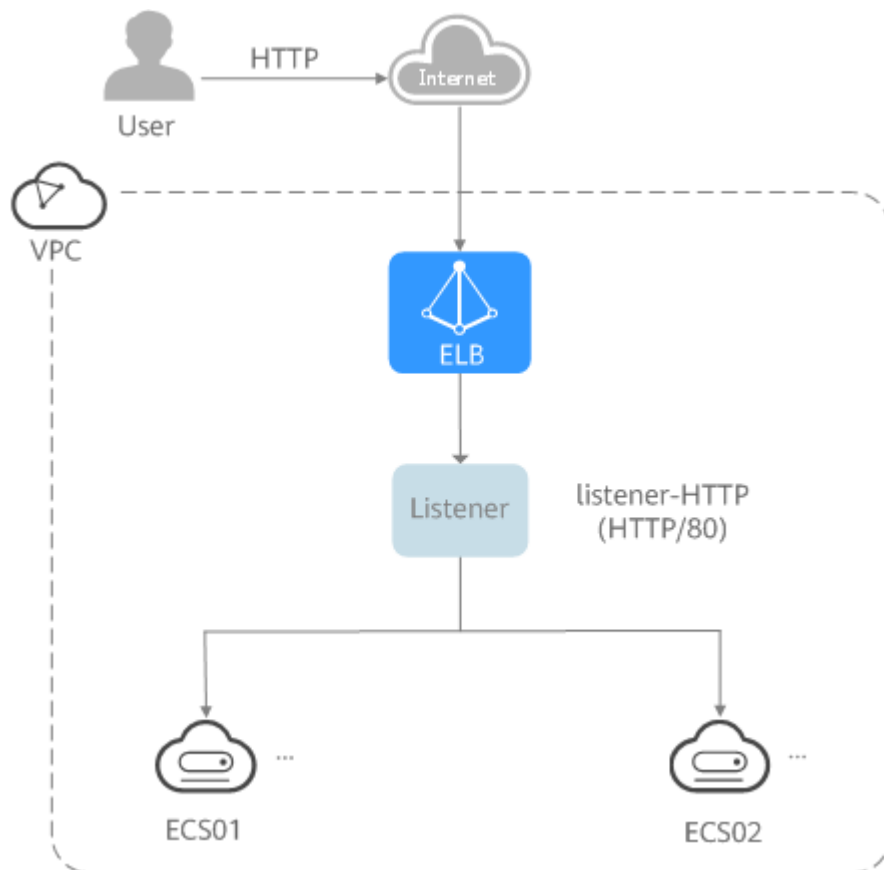 HTTP
Internet
User
VPC
ELB
Listener
listener-HTTP
(HTTP/80)
...
...
ECS01
ECS02